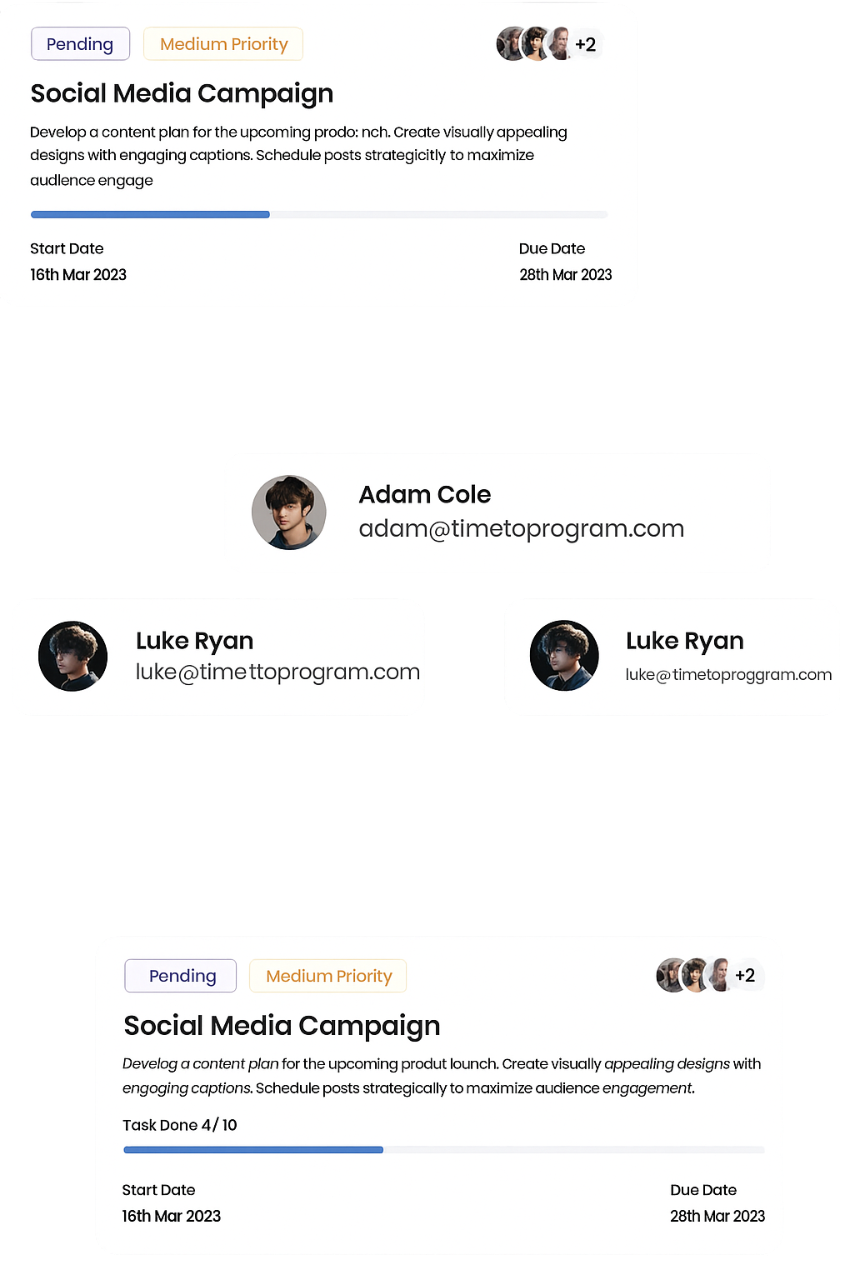 Pending Medium Priority +2
Social Media Campaign
Develop a content plan for the upcoming prodo: nch. Create visually appealing
designs with engaging captions. Schedule posts strategicitly to maximize
audlence engage
Start Date Due Date
16th Mar 2023 28th Mar 2023
Adam Cole
adam@timetoprogram.com
Luke Ryan Luke Ryan
luke@timettoproggram.com luke@timetoproggram.com
Pending Medium Priority +2
Social Media Campaign
Develog a content plan for the upcoming produt lounch. Create visually appealing designs with
engoging captions. Schedule posts strategically to maximize audience engagement.
Task Done 4/10
Start Date Due Date
16th Mar 2023 28th Mar 2023